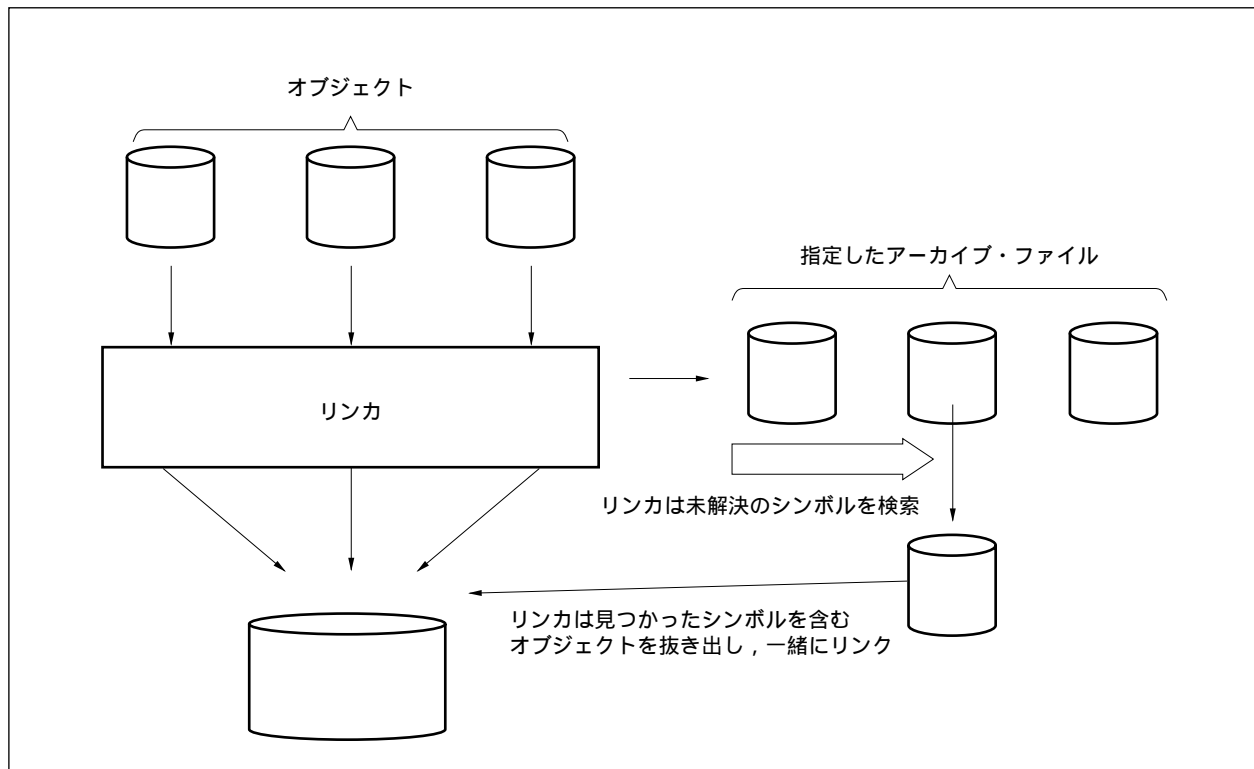 オブジェクト
指定したアーカイブ・ファイル
リンカ
リンカは未解決のシンボルを検索
リンカは見つかったシンボルを含む
オブジェクトを抜き出し，一緒にリンク